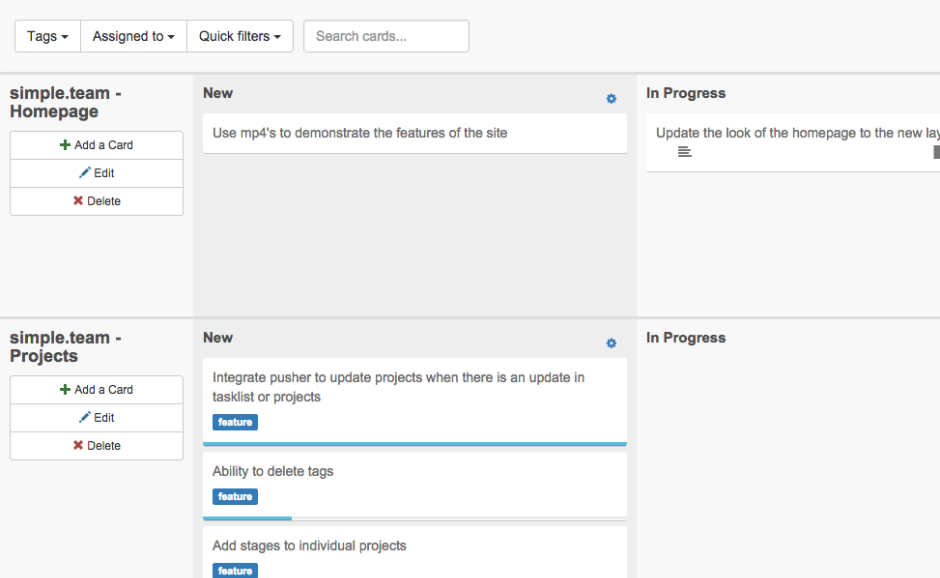 Tags
Assigned to
Quick filters
Search cards...
simple.team -
Homepage
Add a Card
Edit
Delete
New
Use mp4's to demonstrate the features of the site
In Progress
Update the look of the homepage to the new lay
simple.team -
Projects
Add a Card
Edit
Delete
New
Integrate pusher to update projects when there is an update in
tasklist or projects
feature
Ability to delete tags
feature
Add stages to individual projects
feature
In Progress